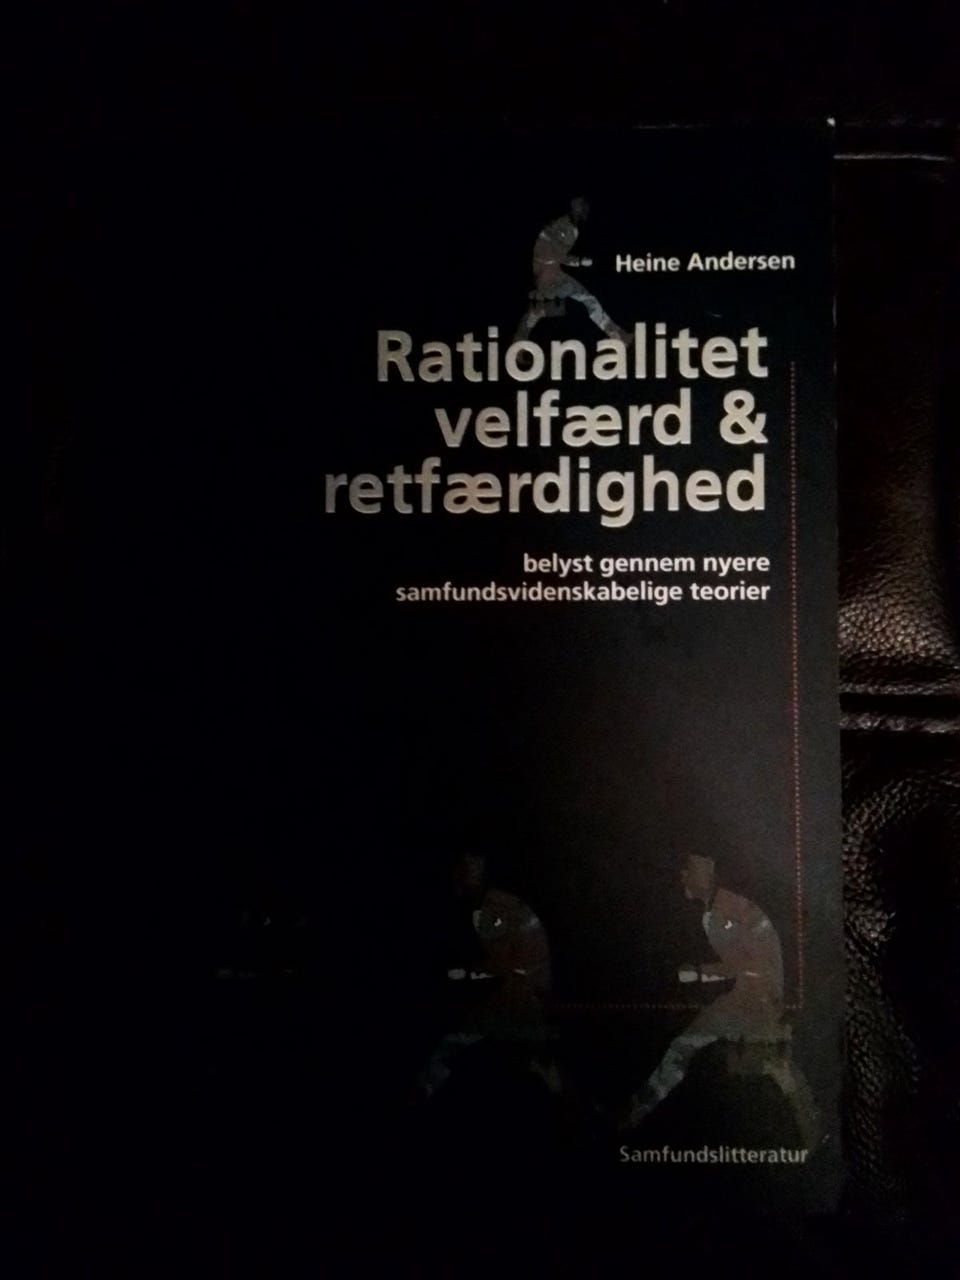 Heine Andersen
Rationalitet
velfærd &
retfærdighed
belyst gennem nyere
samfundsvidenskabelige teorier
Samfundslitteratur